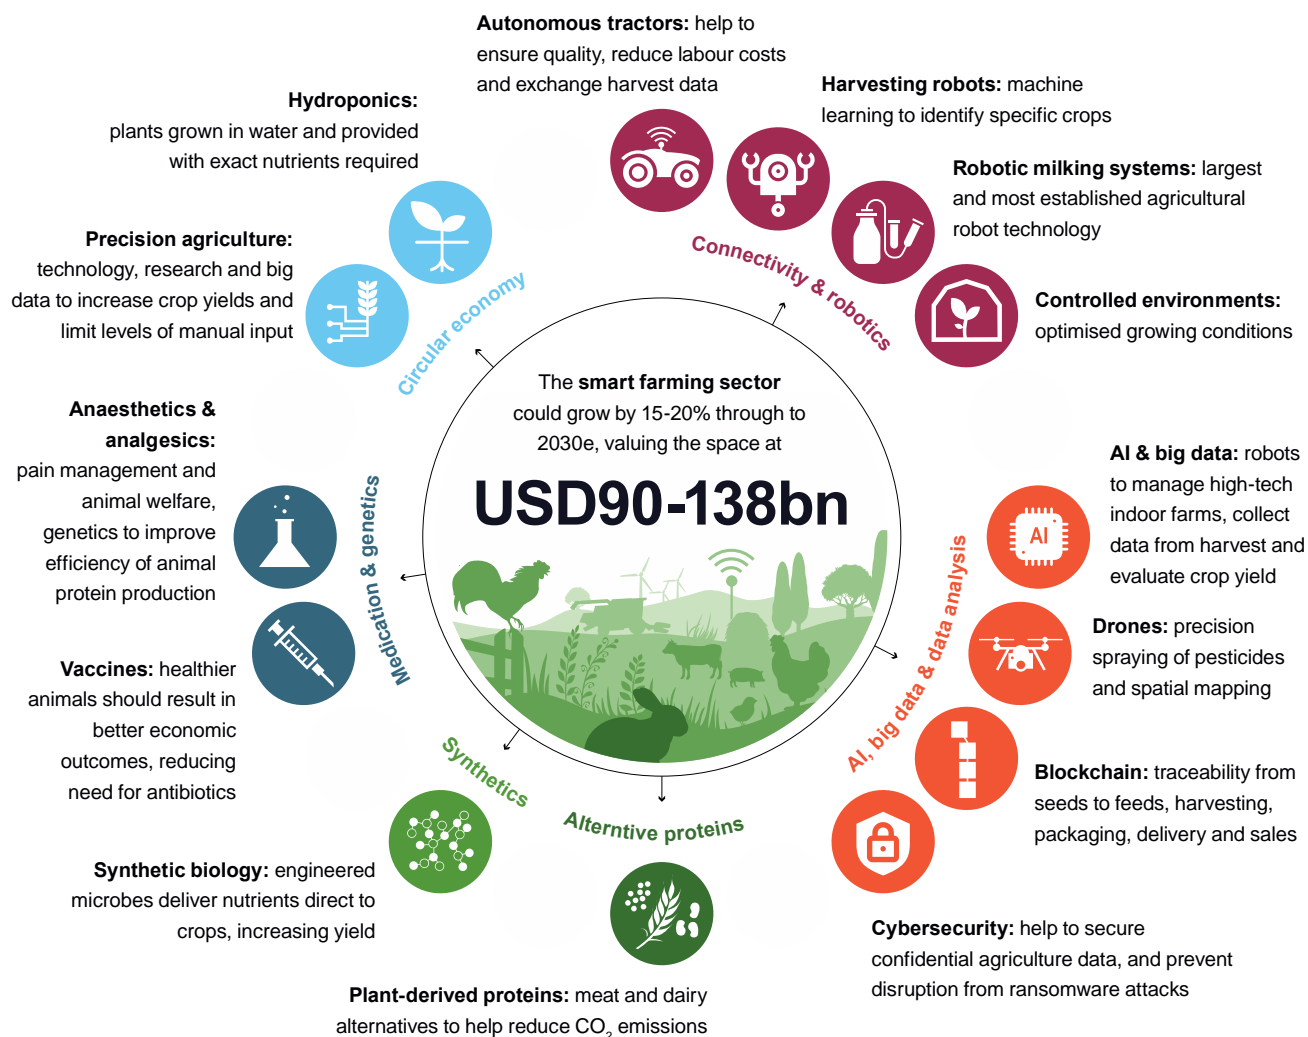 Autonomous tractors: help to
ensure quality, reduce labour costs
and exchange harvest data
Harvesting robots: machine
learning to identify specific crops
Robotic milking systems: largest
and most established agricultural
robot technology
Controlled environments:
optimised growing conditions
Connectivity & robotics
Hydroponics:
plants grown in water and provided
with exact nutrients required
Precision agriculture:
technology, research and big
data to increase crop yields and
limit levels of manual input
Circular economy
The smart farming sector
could grow by 15-20% through to
2030e, valuing the space at
USD90-138bn
Anaesthetics &
analgesics:
pain management and
animal welfare,
genetics to improve
efficiency of animal
protein production
Vaccines: healthier
animals should result in
better economic
outcomes, reducing
need for antibiotics
Medication & genetics
AI & big data: robots
to manage high-tech
indoor farms, collect
data from harvest and
evaluate crop yield
AI
Drones: precision
spraying of pesticides
and spatial mapping
Blockchain: traceability from
seeds to feeds, harvesting,
packaging, delivery and sales
Cybersecurity: help to secure
confidential agriculture data, and prevent
disruption from ransomware attacks
AI, big data & data analysis
Synthetics
Synthetic biology: engineered
microbes deliver nutrients direct to
crops, increasing yield
Alterntive proteins
Plant-derived proteins: meat and dairy
alternatives to help reduce CO₂ emissions